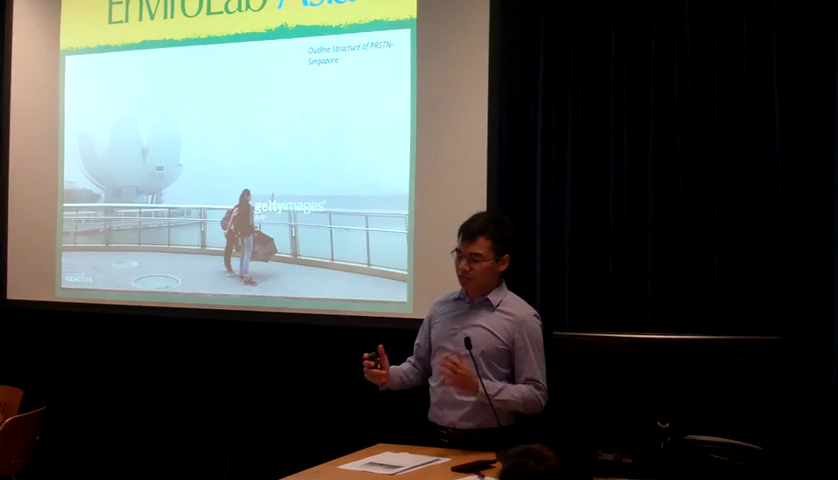 EnviroLab Asia
Outline Structure of PRSTN-
Singapore
gettyimages®